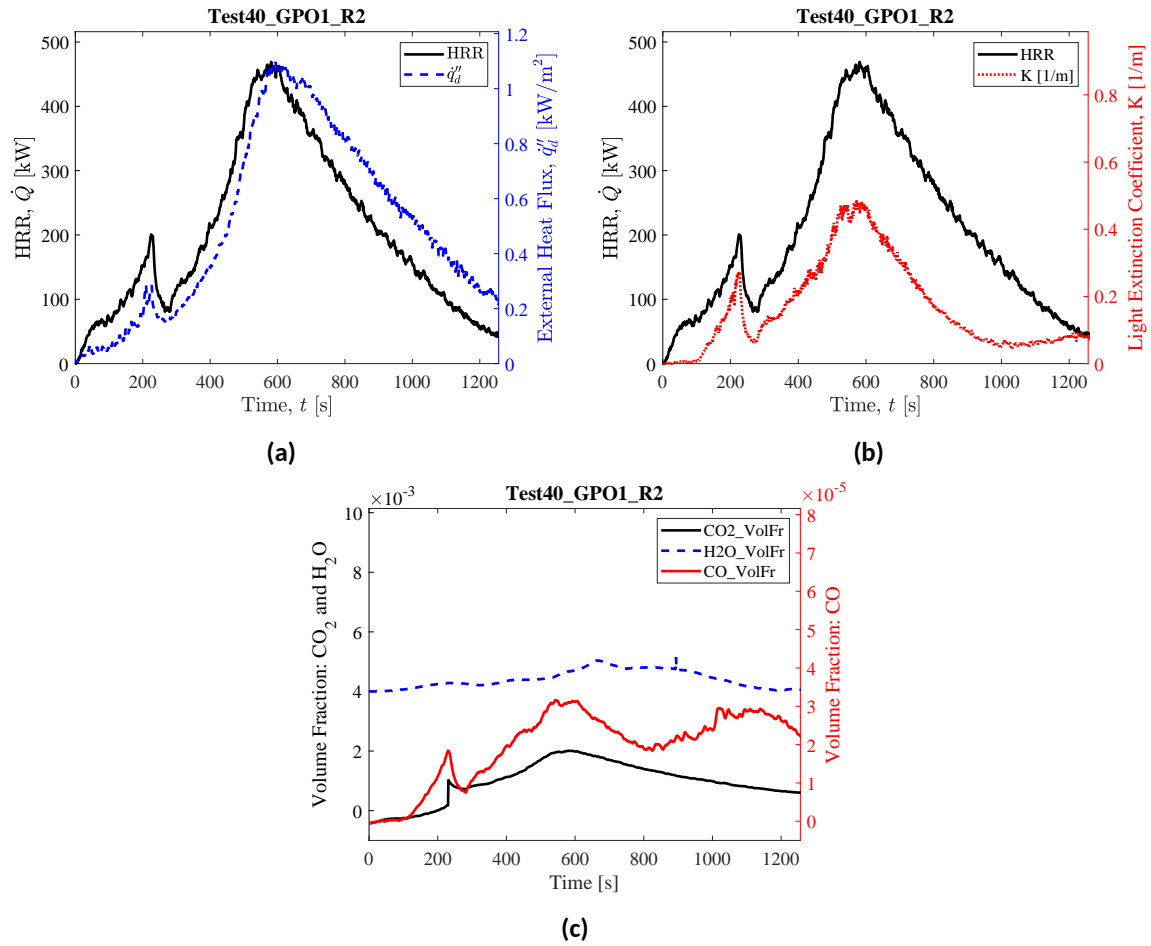 Test40_GPO1_R2
HRR
q̇″d
HRR, Q̇ [kW]
500
400
300
200
100
0
External Heat Flux, q̇″d [kW/m²]
1.2
1
0.8
0.6
0.4
0.2
0
0 200 400 600 800 1000 1200
Time, t [s]
(a)
Test40_GPO1_R2
HRR
K [1/m]
HRR, Q̇ [kW]
500
400
300
200
100
0
Light Extinction Coefficient, K [1/m]
0.8
0.6
0.4
0.2
0
0 200 400 600 800 1000 1200
Time, t [s]
(b)
Test40_GPO1_R2
×10⁻³
×10⁻⁵
CO2_VolFr
H2O_VolFr
CO_VolFr
Volume Fraction: CO₂ and H₂O
10
8
6
4
2
0
Volume Fraction: CO
8
7
6
5
4
3
2
1
0
0 200 400 600 800 1000 1200
Time [s]
(c)